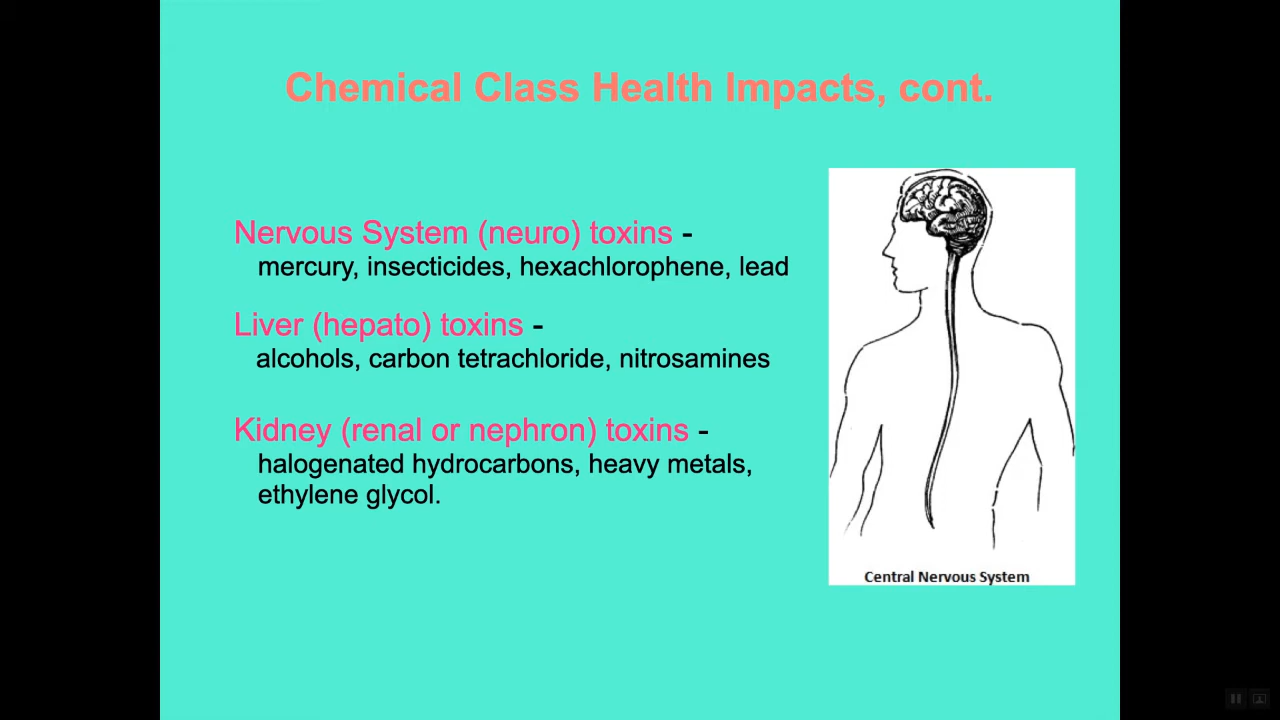 Chemical Class Health Impacts, cont.
Nervous System (neuro) toxins -
mercury, insecticides, hexachlorophene, lead
Liver (hepato) toxins -
alcohols, carbon tetrachloride, nitrosamines
Kidney (renal or nephron) toxins -
halogenated hydrocarbons, heavy metals,
ethylene glycol.
Central Nervous System